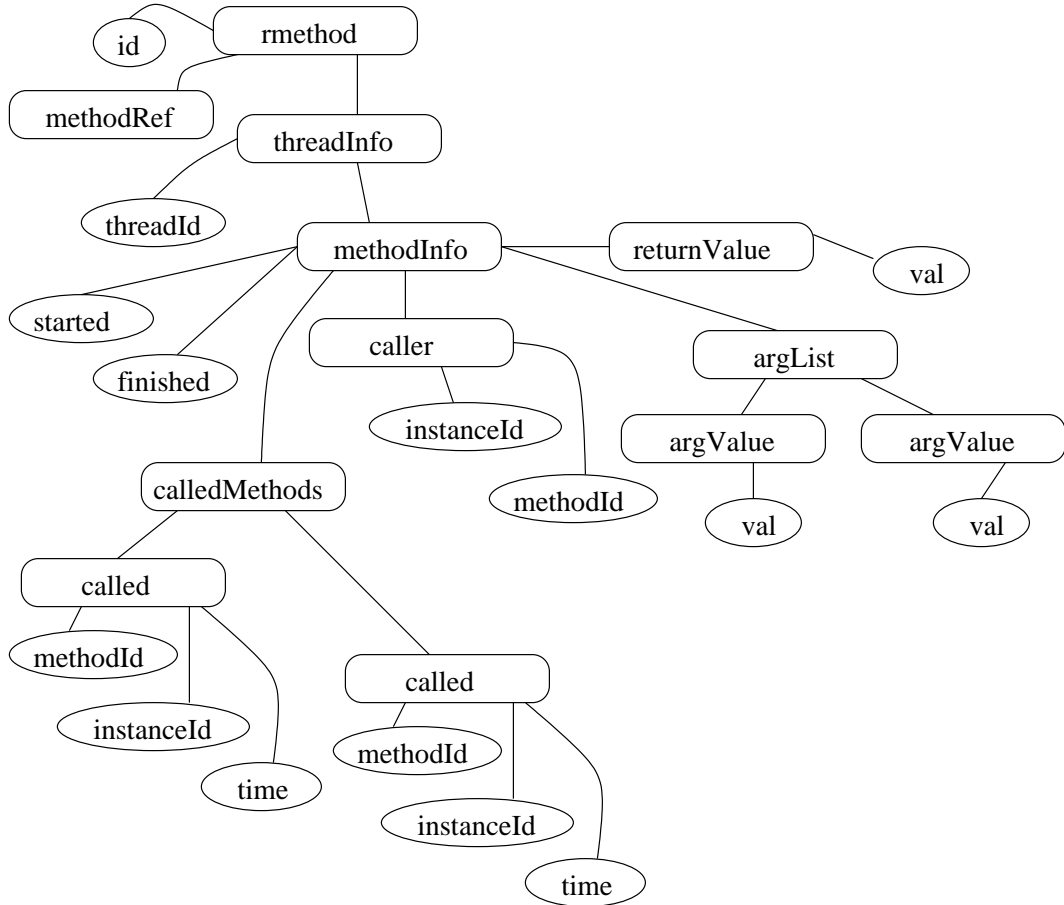 rmethod
id
methodRef
threadInfo
threadId
methodInfo
returnValue
val
started
caller
argList
finished
instanceId
argValue
argValue
calledMethods
methodId
val
val
called
methodId
called
instanceId
methodId
time
instanceId
time